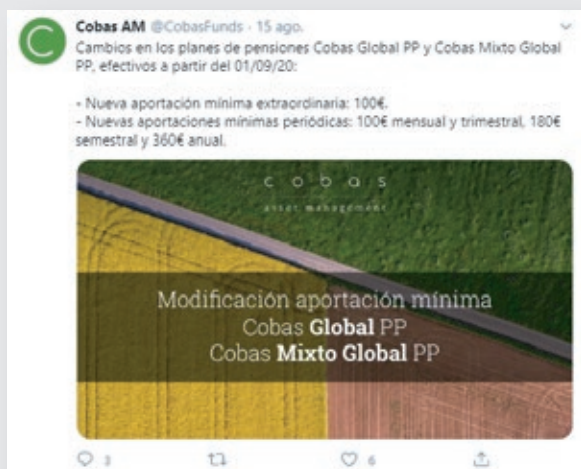 Cobas AM @CobasFunds · 15 ago.
Cambios en los planes de pensiones Cobas Global PP y Cobas Mixto Global
PP, efectivos a partir del 01/09/20:
- Nueva aportación mínima extraordinaria: 100€.
- Nuevas aportaciones mínimas periódicas: 100€ mensual y trimestral, 180€
semestral y 360€ anual.
cobas
asset management
Modificación aportación mínima
Cobas Global PP
Cobas Mixto Global PP
3
6